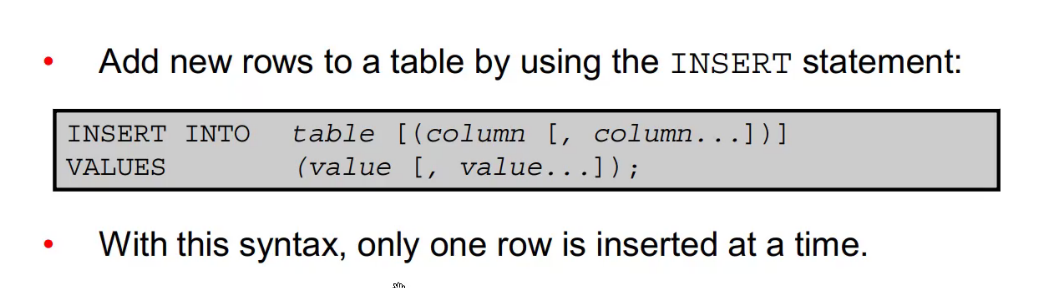 • Add new rows to a table by using the INSERT statement:
INSERT INTO table [(column [, column...])]
VALUES (value [, value...]);
• With this syntax, only one row is inserted at a time.